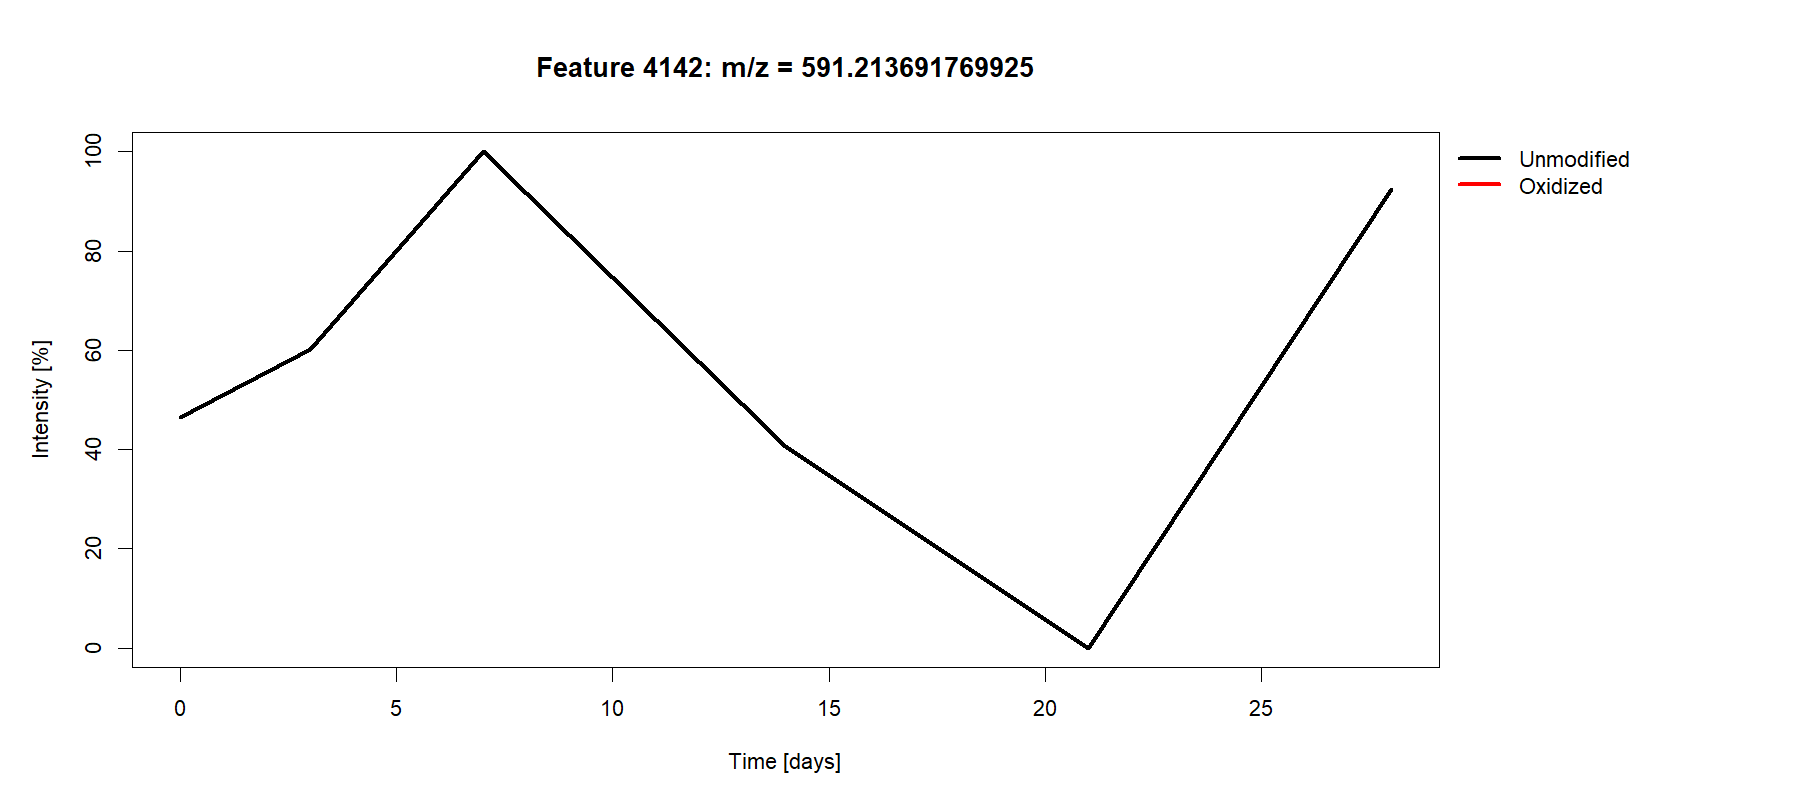 Feature 4142: m/z = 591.213691769925
Unmodified
Oxidized
Intensity [%]
100
80
60
40
20
0
0 5 10 15 20 25
Time [days]